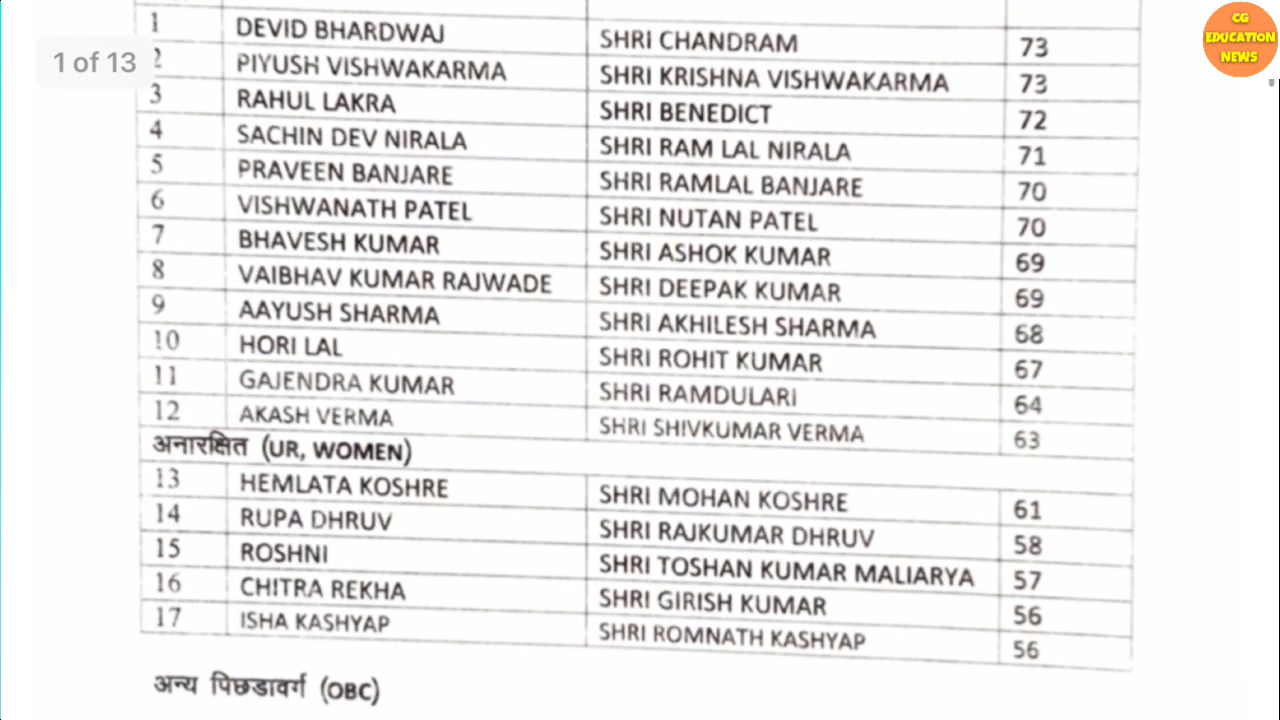 CG
EDUCATION
NEWS
1 of 13
1 DEVID BHARDWAJ SHRI CHANDRAM 73
2 PIYUSH VISHWAKARMA SHRI KRISHNA VISHWAKARMA 73
3 RAHUL LAKRA SHRI BENEDICT 72
4 SACHIN DEV NIRALA SHRI RAM LAL NIRALA 71
5 PRAVEEN BANJARE SHRI RAMLAL BANJARE 70
6 VISHWANATH PATEL SHRI NUTAN PATEL 70
7 BHAVESH KUMAR SHRI ASHOK KUMAR 69
8 VAIBHAV KUMAR RAJWADE SHRI DEEPAK KUMAR 69
9 AAYUSH SHARMA SHRI AKHILESH SHARMA 68
10 HORI LAL SHRI ROHIT KUMAR 67
11 GAJENDRA KUMAR SHRI RAMDULARI 64
12 AKASH VERMA SHRI SHIVKUMAR VERMA 63
अनारक्षित (UR, WOMEN)
13 HEMLATA KOSHRE SHRI MOHAN KOSHRE 61
14 RUPA DHRUV SHRI RAJKUMAR DHRUV 58
15 ROSHNI SHRI TOSHAN KUMAR MALIARYA 57
16 CHITRA REKHA SHRI GIRISH KUMAR 56
17 ISHA KASHYAP SHRI ROMNATH KASHYAP 56
अन्य पिछडावर्ग (OBC)